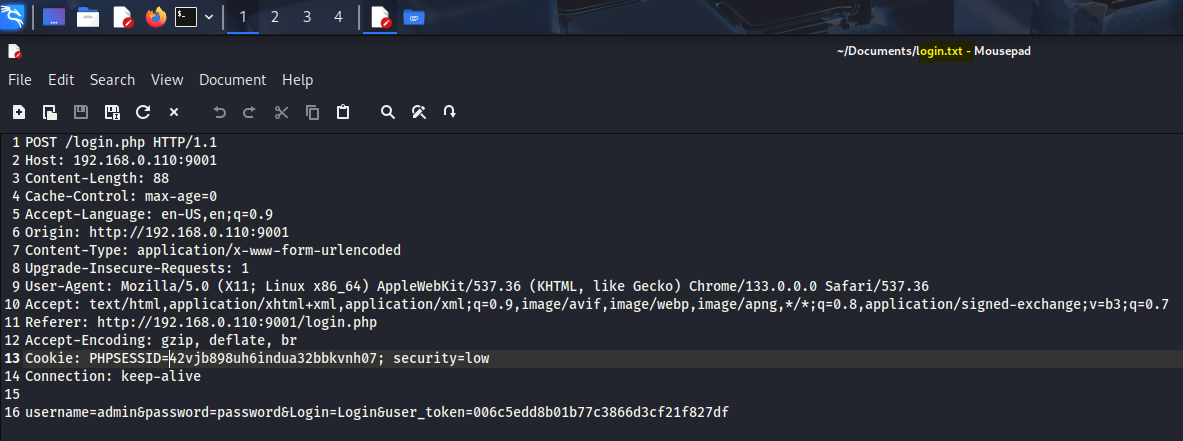 1 2 3 4
~/Documents/login.txt - Mousepad
File Edit Search View Document Help
1 POST /login.php HTTP/1.1
2 Host: 192.168.0.110:9001
3 Content-Length: 88
4 Cache-Control: max-age=0
5 Accept-Language: en-US,en;q=0.9
6 Origin: http://192.168.0.110:9001
7 Content-Type: application/x-www-form-urlencoded
8 Upgrade-Insecure-Requests: 1
9 User-Agent: Mozilla/5.0 (X11; Linux x86_64) AppleWebKit/537.36 (KHTML, like Gecko) Chrome/133.0.0.0 Safari/537.36
10 Accept: text/html,application/xhtml+xml,application/xml;q=0.9,image/avif,image/webp,image/apng,*/*;q=0.8,application/signed-exchange;v=b3;q=0.7
11 Referer: http://192.168.0.110:9001/login.php
12 Accept-Encoding: gzip, deflate, br
13 Cookie: PHPSESSID=42vjb898uh6indua32bbkvnh07; security=low
14 Connection: keep-alive
15
16 username=admin&password=password&Login=Login&user_token=006c5edd8b01b77c3866d3cf21f827df